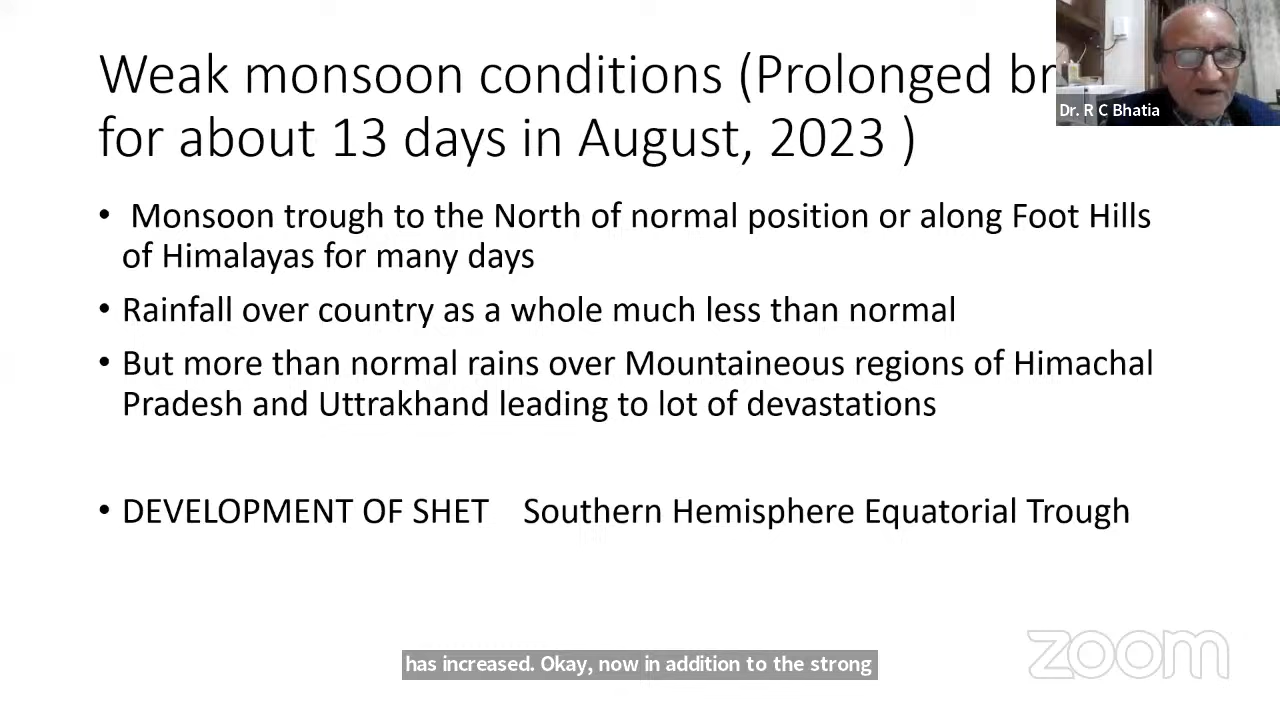 Weak monsoon conditions (Prolonged
for about 13 days in August, 2023 )
Dr. R C Bhatia
• Monsoon trough to the North of normal position or along Foot Hills
of Himalayas for many days
• Rainfall over country as a whole much less than normal
• But more than normal rains over Mountaineous regions of Himachal
Pradesh and Uttrakhand leading to lot of devastations
• DEVELOPMENT OF SHET Southern Hemisphere Equatorial Trough
has increased. Okay, now in addition to the strong
zoom